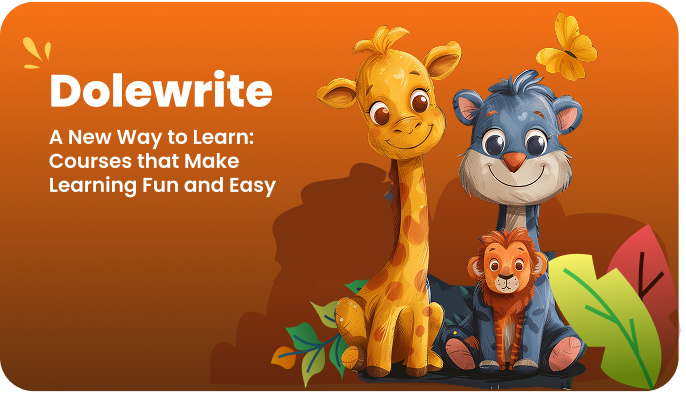 Dolewrite
A New Way to Learn:
Courses that Make
Learning Fun and Easy